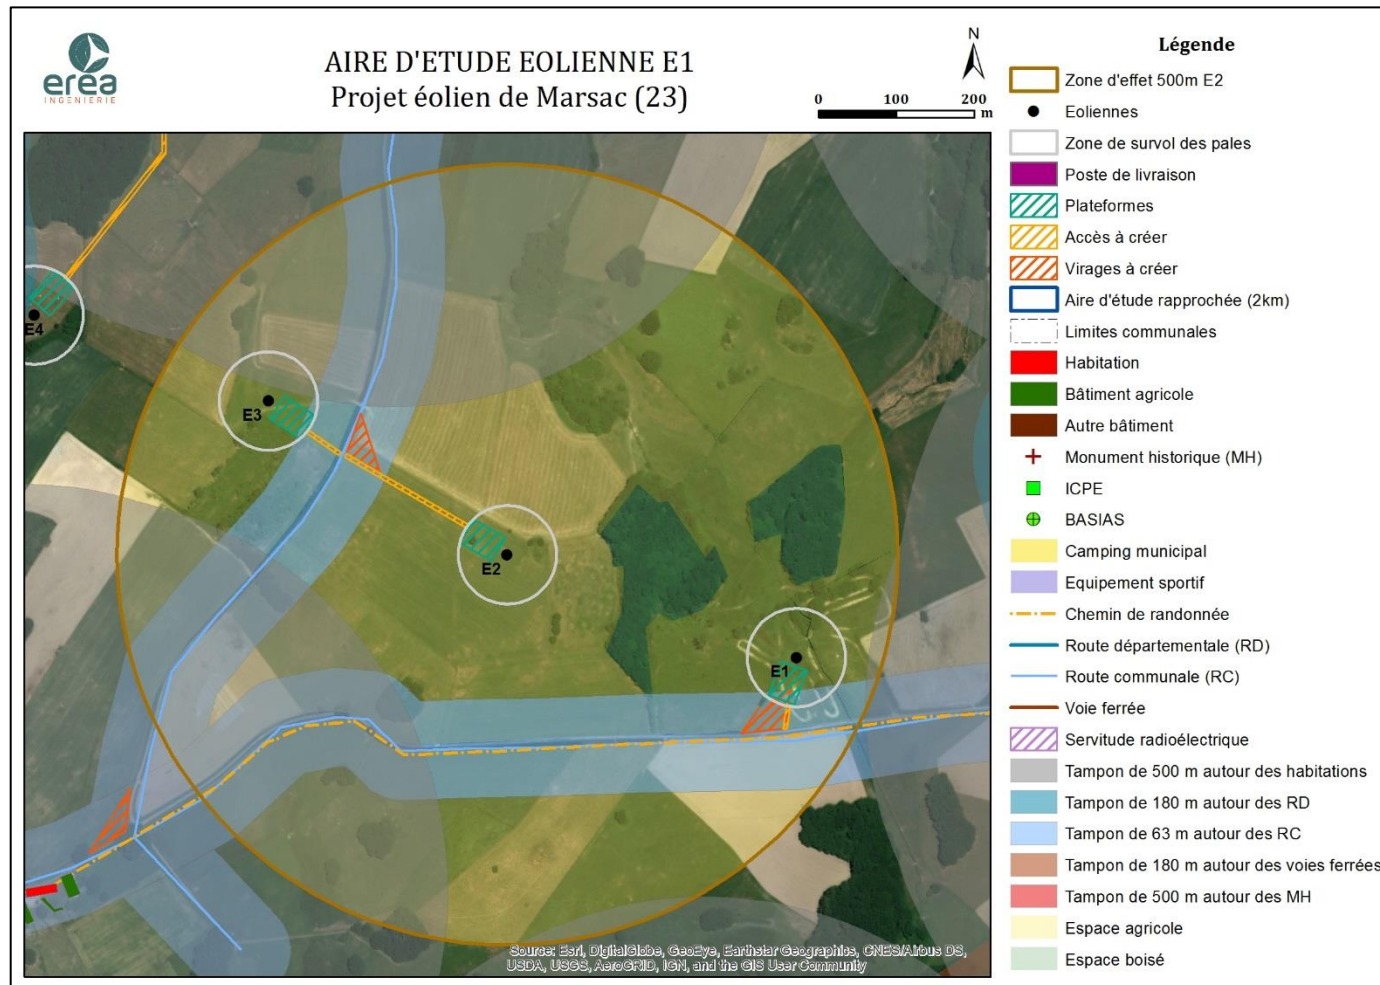 erea
INGENIERIE
AIRE D'ETUDE EOLIENNE E1
Projet éolien de Marsac (23)
N
0 100 200
m
E4
E3
E2
E1
Source: Esri, DigitalGlobe, GeoEye, Earthstar Geographics, CNES/Airbus DS,
USDA, USGS, AeroGRID, IGN, and the GIS User Community
Légende
Zone d'effet 500m E2
Eoliennes
Zone de survol des pales
Poste de livraison
Plateformes
Accès à créer
Virages à créer
Aire d'étude rapprochée (2km)
Limites communales
Habitation
Bâtiment agricole
Autre bâtiment
Monument historique (MH)
ICPE
BASIAS
Camping municipal
Equipement sportif
Chemin de randonnée
Route départementale (RD)
Route communale (RC)
Voie ferrée
Servitude radioélectrique
Tampon de 500 m autour des habitations
Tampon de 180 m autour des RD
Tampon de 63 m autour des RC
Tampon de 180 m autour des voies ferrées
Tampon de 500 m autour des MH
Espace agricole
Espace boisé